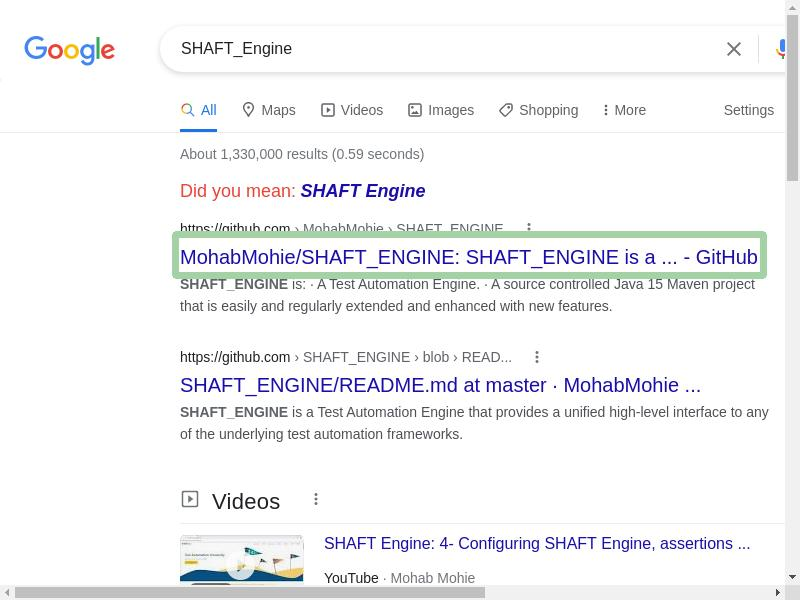 Google
SHAFT_Engine
All Maps Videos Images Shopping More Settings
About 1,330,000 results (0.59 seconds)
Did you mean: SHAFT Engine
https://github.com › MohabMohie › SHAFT_ENGINE
MohabMohie/SHAFT_ENGINE: SHAFT_ENGINE is a ... - GitHub
SHAFT_ENGINE is: · A Test Automation Engine. · A source controlled Java 15 Maven project
that is easily and regularly extended and enhanced with new features.
https://github.com › SHAFT_ENGINE › blob › READ...
SHAFT_ENGINE/README.md at master · MohabMohie ...
SHAFT_ENGINE is a Test Automation Engine that provides a unified high-level interface to any
of the underlying test automation frameworks.
Videos
SHAFT Engine: 4- Configuring SHAFT Engine, assertions ...
YouTube · Mohab Mohie